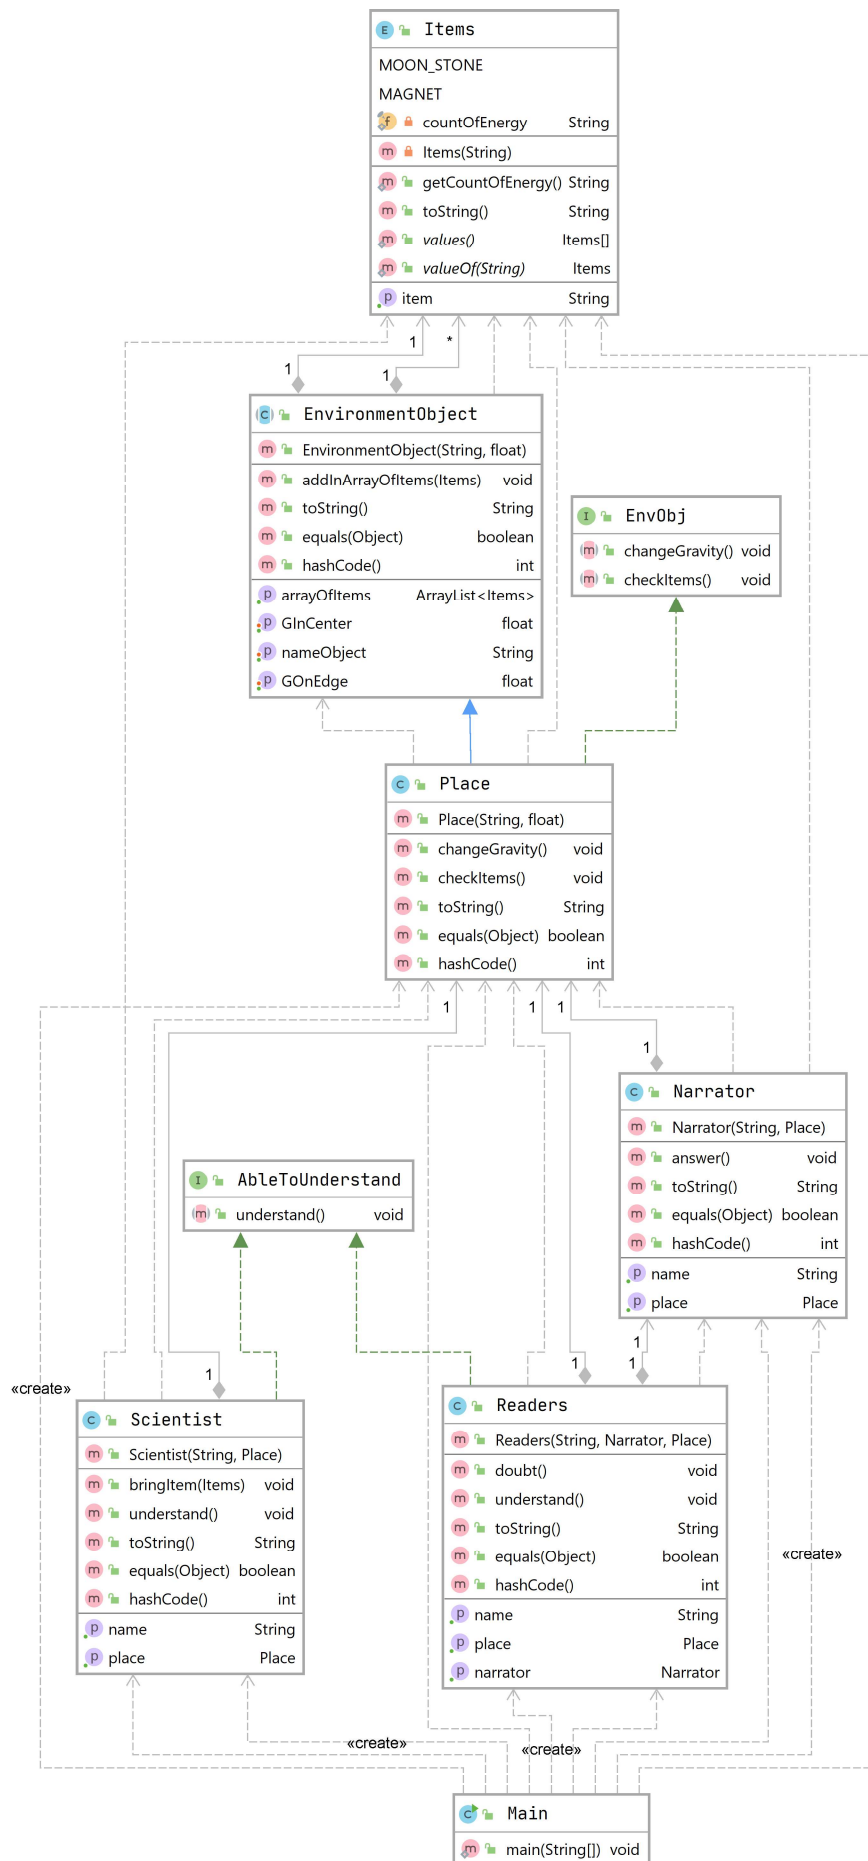 Items
MOON_STONE
MAGNET
countOfEnergy String
Items(String)
getCountOfEnergy() String
toString() String
values() Items[]
valueOf(String) Items
item String
1 *
1 1
EnvironmentObject
EnvironmentObject(String, float)
addInArrayOfItems(Items) void
toString() String
equals(Object) boolean
hashCode() int
arrayOfItems ArrayList<Items>
GInCenter float
nameObject String
GOnEdge float
EnvObj
changeGravity() void
checkItems() void
Place
Place(String, float)
changeGravity() void
checkItems() void
toString() String
equals(Object) boolean
hashCode() int
1 1 1
1
Narrator
Narrator(String, Place)
answer() void
toString() String
equals(Object) boolean
hashCode() int
name String
place Place
AbleToUnderstand
understand() void
1
1 1 1
«create»
Scientist
Scientist(String, Place)
bringItem(Items) void
understand() void
toString() String
equals(Object) boolean
hashCode() int
name String
place Place
Readers
Readers(String, Narrator, Place)
doubt() void
understand() void
toString() String
equals(Object) boolean
hashCode() int
name String
place Place
narrator Narrator
«create»
«create» «create»
Main
main(String[]) void